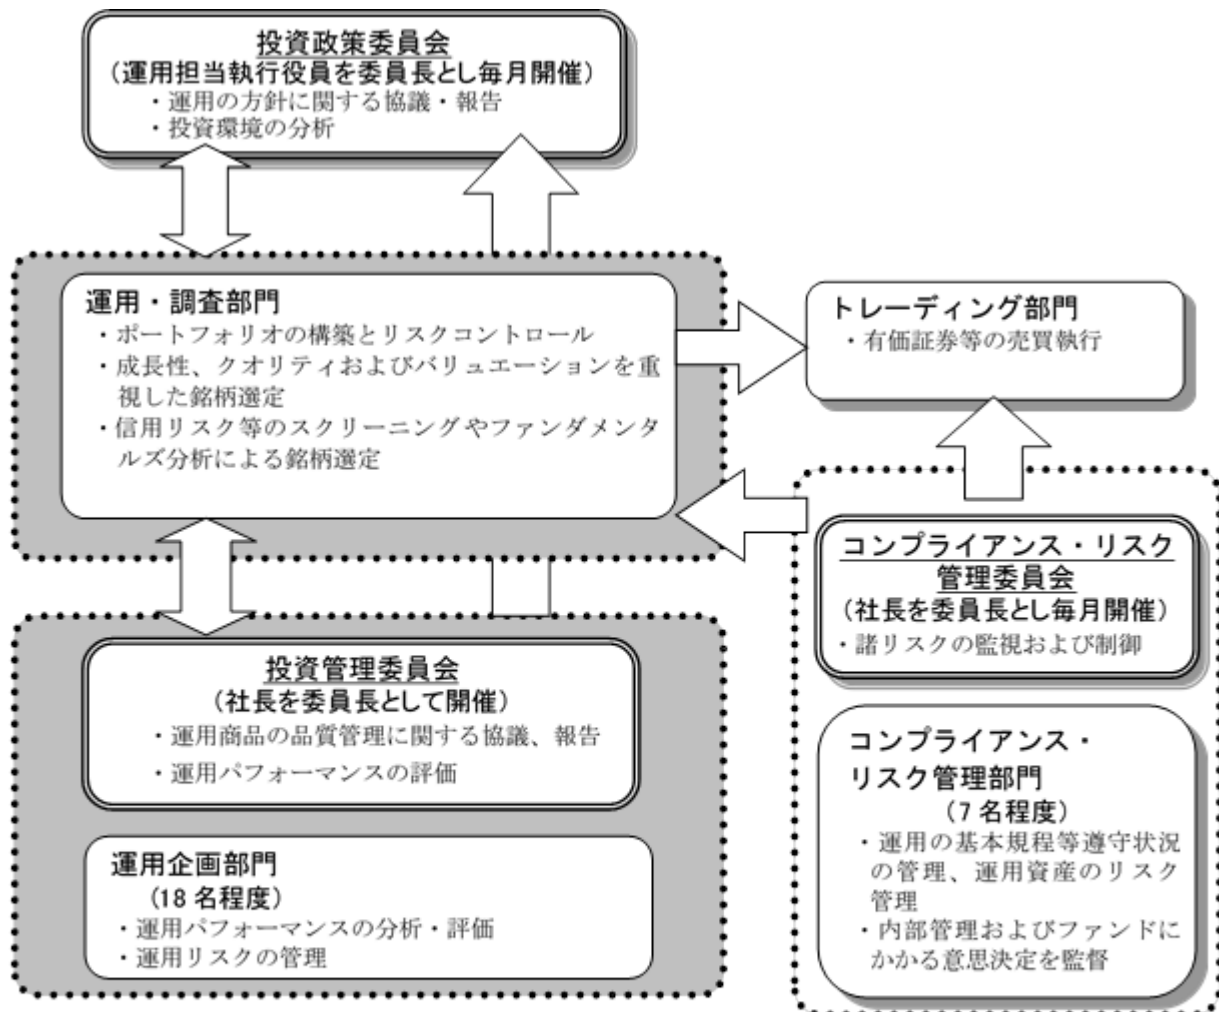 投資政策委員会
(運用担当執行役員を委員長とし毎月開催)
・運用の方針に関する協議・報告
・投資環境の分析
運用・調査部門
・ポートフォリオの構築とリスクコントロール
・成長性、クオリティおよびバリュエーションを重
視した銘柄選定
・信用リスク等のスクリーニングやファンダメンタ
ルズ分析による銘柄選定
トレーディング部門
・有価証券等の売買執行
投資管理委員会
(社長を委員長として開催)
・運用商品の品質管理に関する協議、報告
・運用パフォーマンスの評価
運用企画部門
(18 名程度)
・運用パフォーマンスの分析・評価
・運用リスクの管理
コンプライアンス・リスク
管理委員会
(社長を委員長とし毎月開催)
・諸リスクの監視および制御
コンプライアンス・
リスク管理部門
(7 名程度)
・運用の基本規程等遵守状況
の管理、運用資産のリスク
管理
・内部管理およびファンドに
かかる意思決定を監督